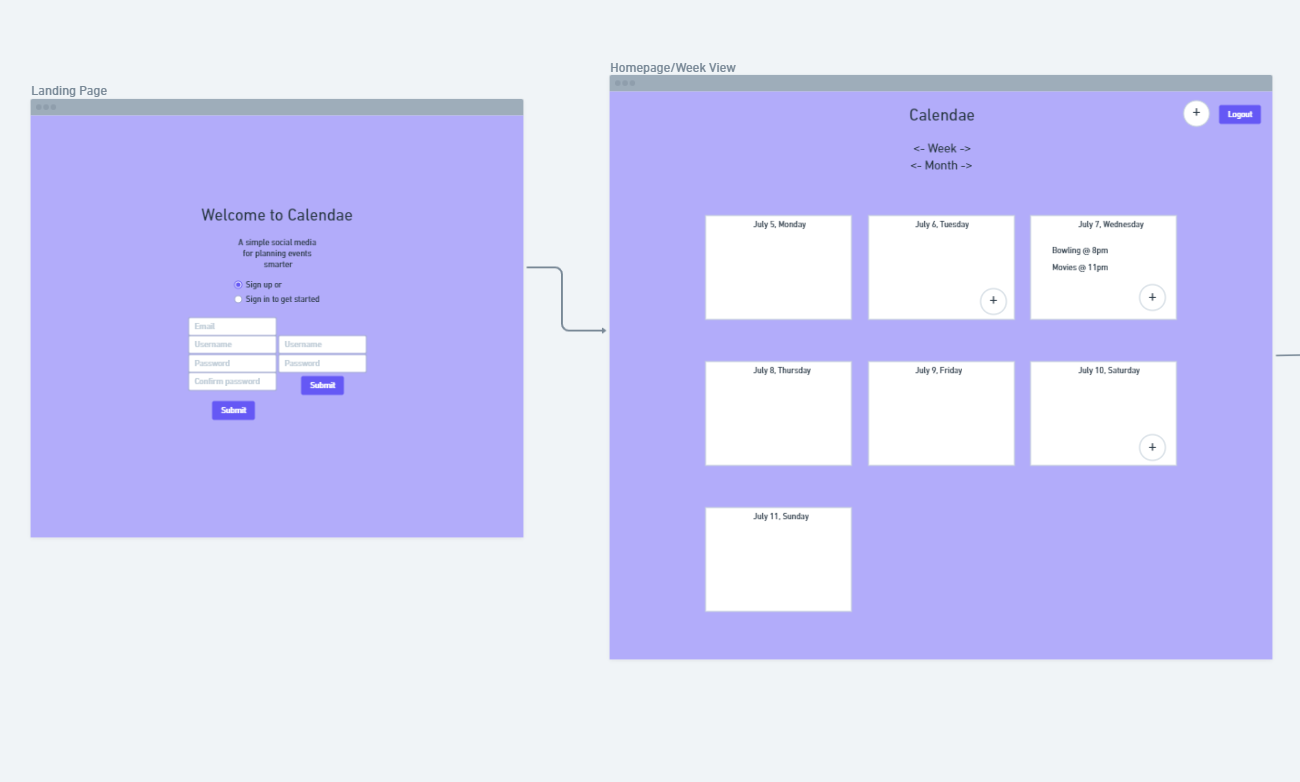 Landing Page
Welcome to Calendae
A simple social media
for planning events
smarter
Sign up or
Sign in to get started
Email
Username
Username
Password
Password
Confirm password
Submit
Submit
Homepage/Week View
Calendae
+
Logout
<- Week ->
<- Month ->
July 5, Monday
July 6, Tuesday
+
July 7, Wednesday
Bowling @ 8pm
Movies @ 11pm
+
July 8, Thursday
July 9, Friday
July 10, Saturday
+
July 11, Sunday